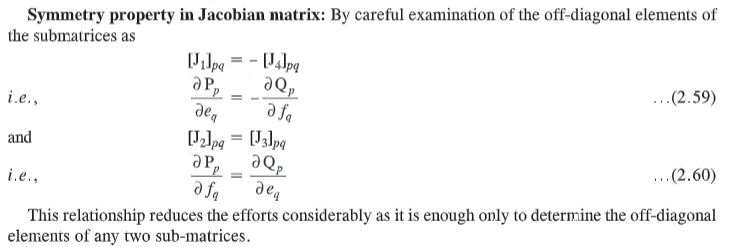 Symmetry property in Jacobian matrix: By careful examination of the off-diagonal elements of
the submatrices as
[J₁]pq = – [J₄]pq
i.e., ∂Pp/∂eq = – ∂Qp/∂fq ...(2.59)
and [J₂]pq = [J₃]pq
i.e., ∂Pp/∂fq = ∂Qp/∂eq ...(2.60)
This relationship reduces the efforts considerably as it is enough only to determine the off-diagonal
elements of any two sub-matrices.